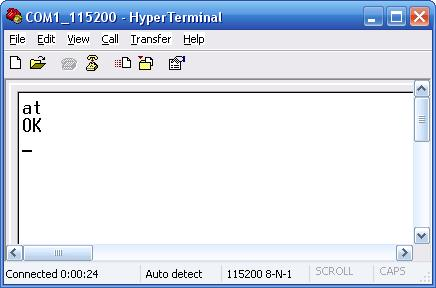 COM1_115200 - HyperTerminal
File Edit View Call Transfer Help
at
OK
_
Connected 0:00:24 Auto detect 115200 8-N-1 SCROLL CAPS